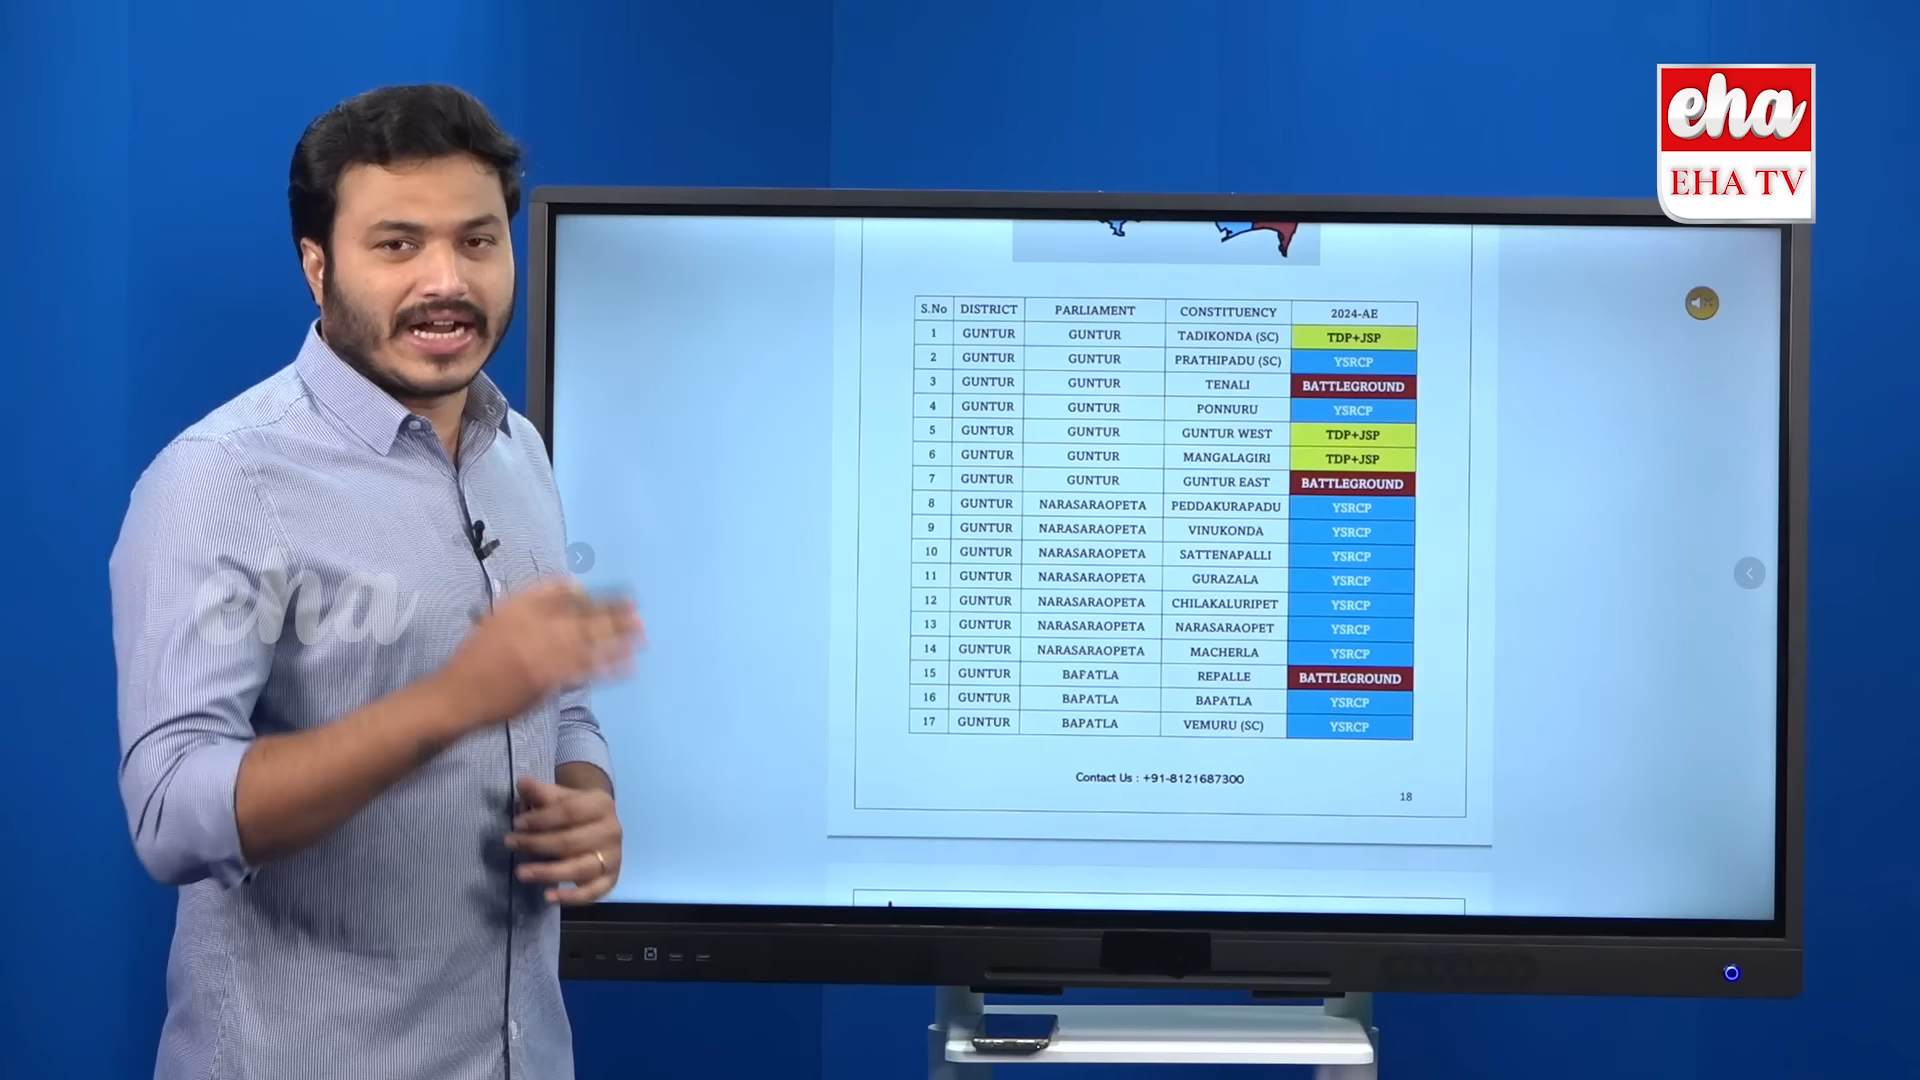 eha
EHA TV
S.No DISTRICT PARLIAMENT CONSTITUENCY 2024-AE
1 GUNTUR GUNTUR TADIKONDA (SC) TDP+JSP
2 GUNTUR GUNTUR PRATHIPADU (SC) YSRCP
3 GUNTUR GUNTUR TENALI BATTLEGROUND
4 GUNTUR GUNTUR PONNURU YSRCP
5 GUNTUR GUNTUR GUNTUR WEST TDP+JSP
6 GUNTUR GUNTUR MANGALAGIRI TDP+JSP
7 GUNTUR GUNTUR GUNTUR EAST BATTLEGROUND
8 GUNTUR NARASARAOPETA PEDDAKURAPADU YSRCP
9 GUNTUR NARASARAOPETA VINUKONDA YSRCP
10 GUNTUR NARASARAOPETA SATTENAPALLI YSRCP
11 GUNTUR NARASARAOPETA GURAZALA YSRCP
12 GUNTUR NARASARAOPETA CHILAKALURIPET YSRCP
13 GUNTUR NARASARAOPETA NARASARAOPET YSRCP
14 GUNTUR NARASARAOPETA MACHERLA YSRCP
15 GUNTUR BAPATLA REPALLE BATTLEGROUND
16 GUNTUR BAPATLA BAPATLA YSRCP
17 GUNTUR BAPATLA VEMURU (SC) YSRCP
Contact Us : +91-8121687300
18
eha